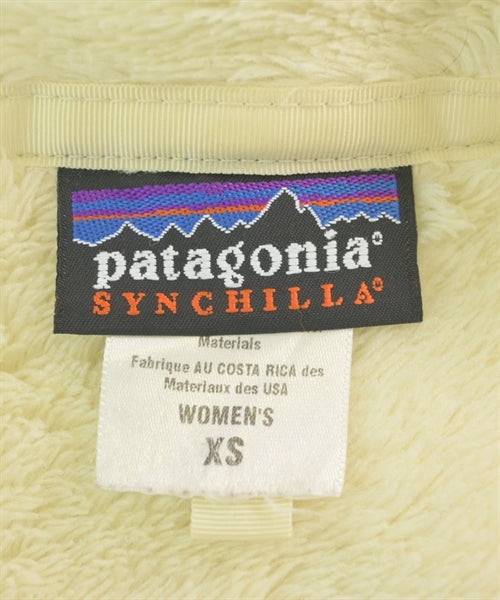 patagonia®
SYNCHILLA®
Materials
Fabrique AU COSTA RICA des
Materiaux des USA
WOMEN'S
XS